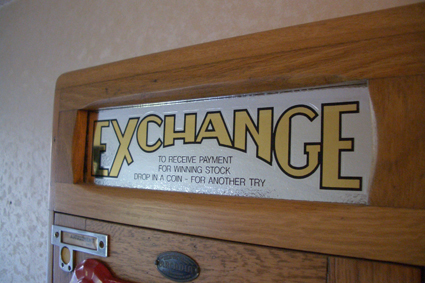 EXCHANGE
TO RECEIVE PAYMENT
FOR WINNING STOCK
DROP IN A COIN - FOR ANOTHER TRY